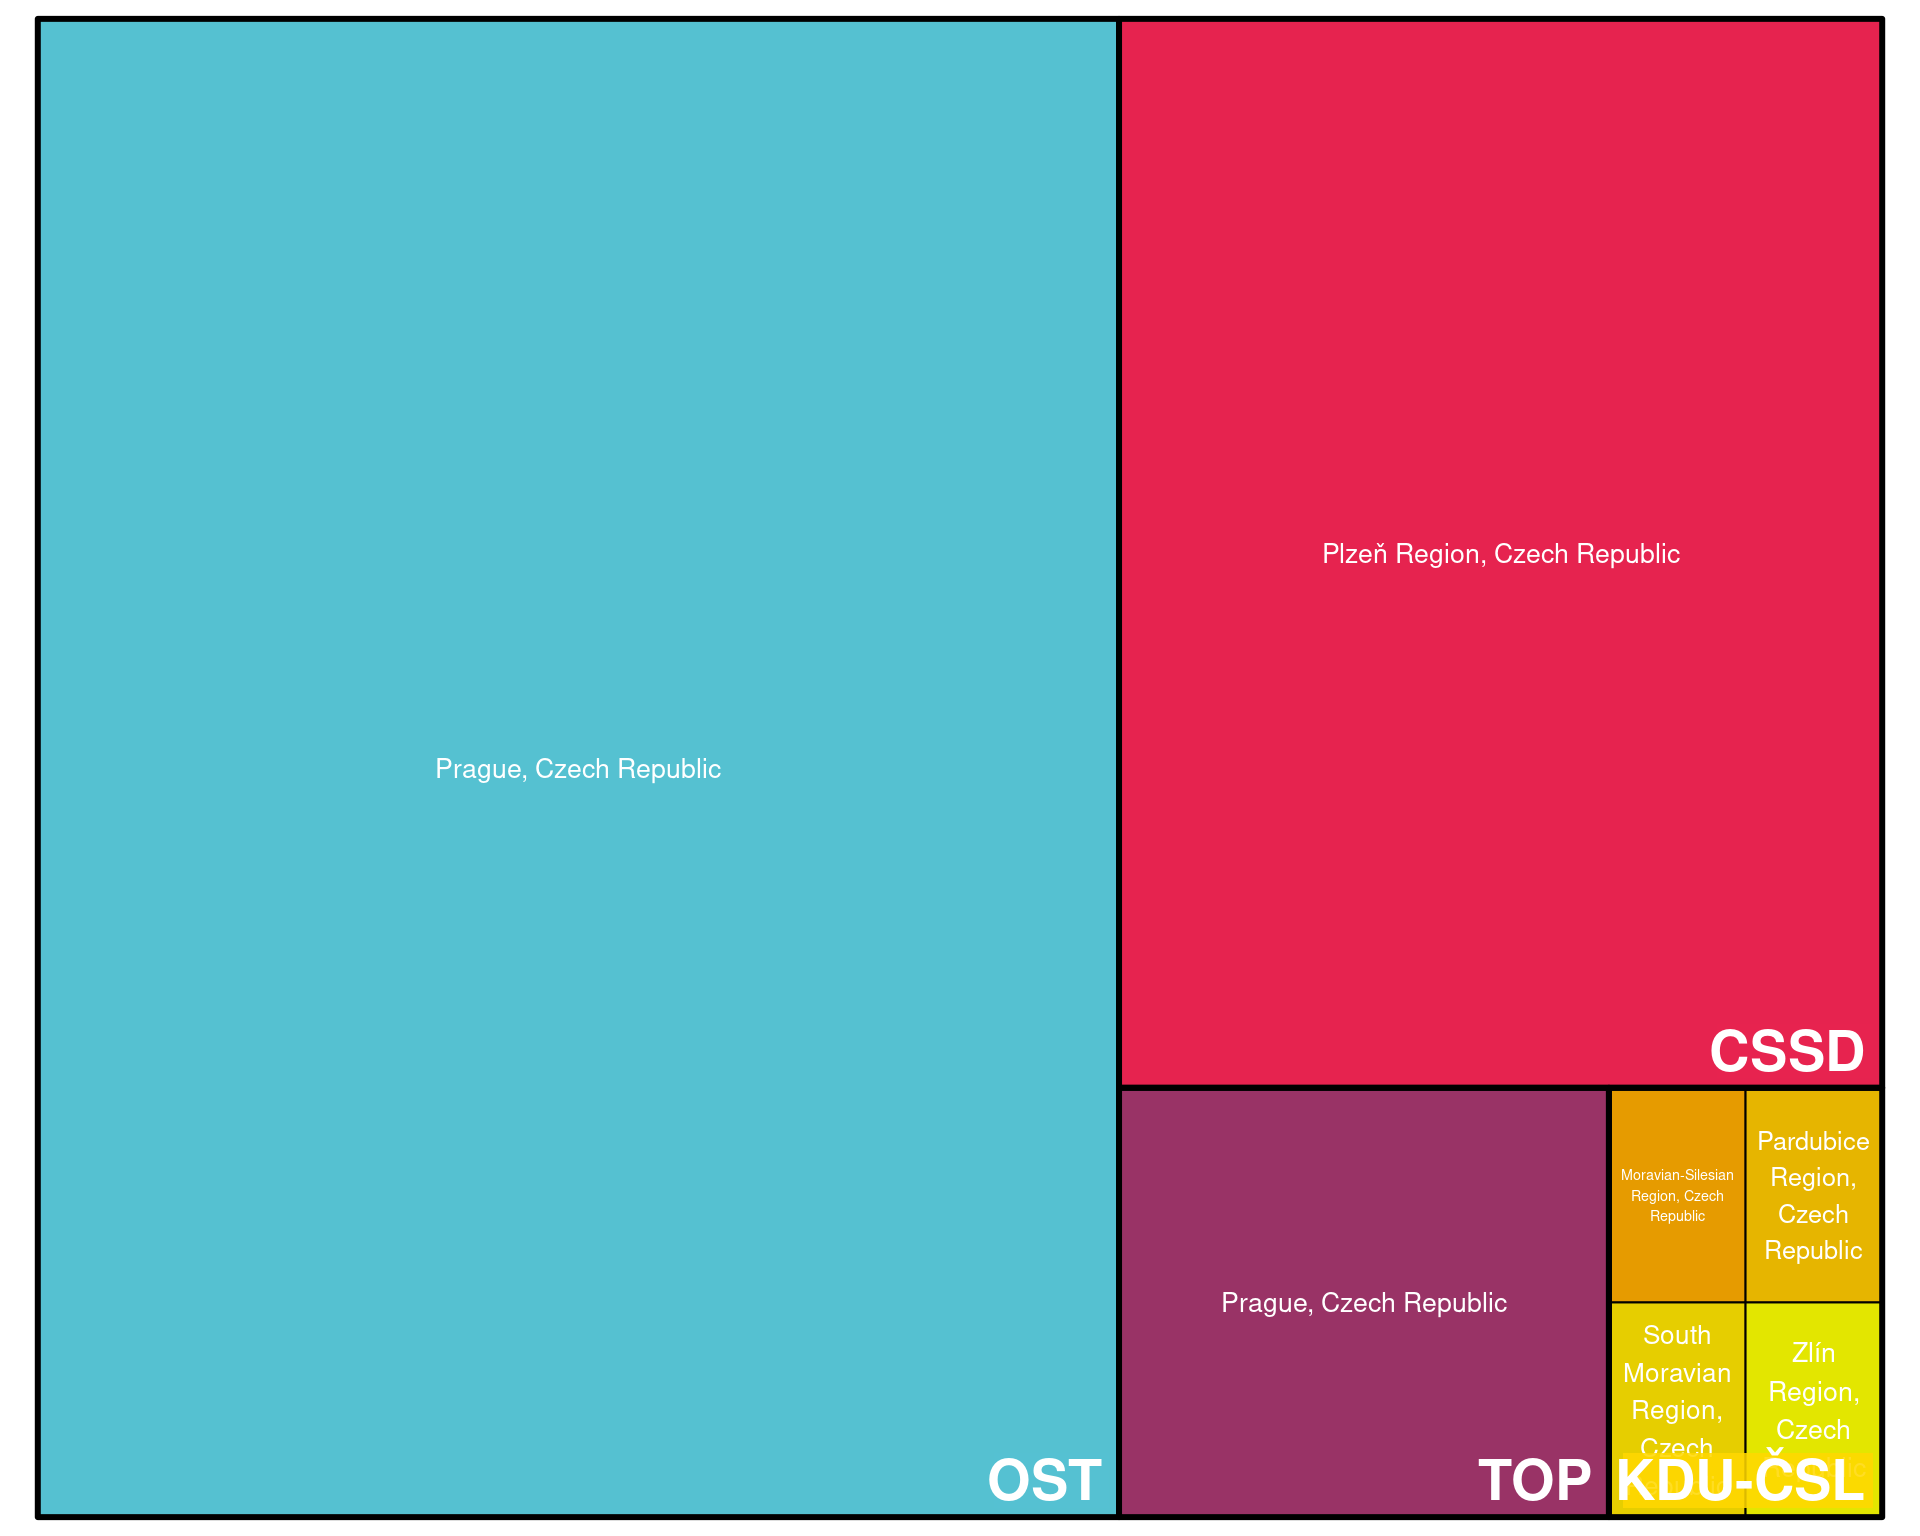 Prague, Czech Republic
OST
Plzeň Region, Czech Republic
CSSD
Prague, Czech Republic
TOP
Moravian-Silesian
Region, Czech
Republic
Pardubice
Region,
Czech
Republic
South
Moravian
Region,
Czech
Zlín
Region,
Czech
KDU-ČSL